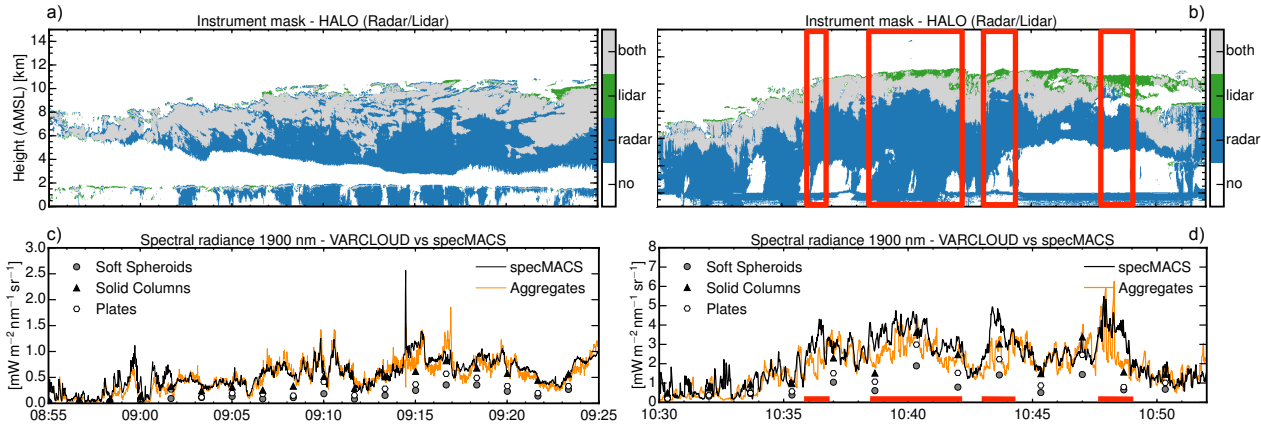 a)
Instrument mask - HALO (Radar/Lidar)
Height (AMSL) [km]
14
12
10
8
6
4
2
0
both
lidar
radar
no
Instrument mask - HALO (Radar/Lidar)
b)
both
lidar
radar
no
c)
Spectral radiance 1900 nm - VARCLOUD vs specMACS
[mW m⁻² nm⁻¹ sr⁻¹]
3.0
2.5
2.0
1.5
1.0
0.5
0.0
Soft Spheroids
Solid Columns
Plates
specMACS
Aggregates
08:55
09:00
09:05
09:10
09:15
09:20
09:25
Spectral radiance 1900 nm - VARCLOUD vs specMACS
d)
[mW m⁻² nm⁻¹ sr⁻¹]
8
7
6
5
4
3
2
1
0
Soft Spheroids
Solid Columns
Plates
specMACS
Aggregates
10:30
10:35
10:40
10:45
10:50